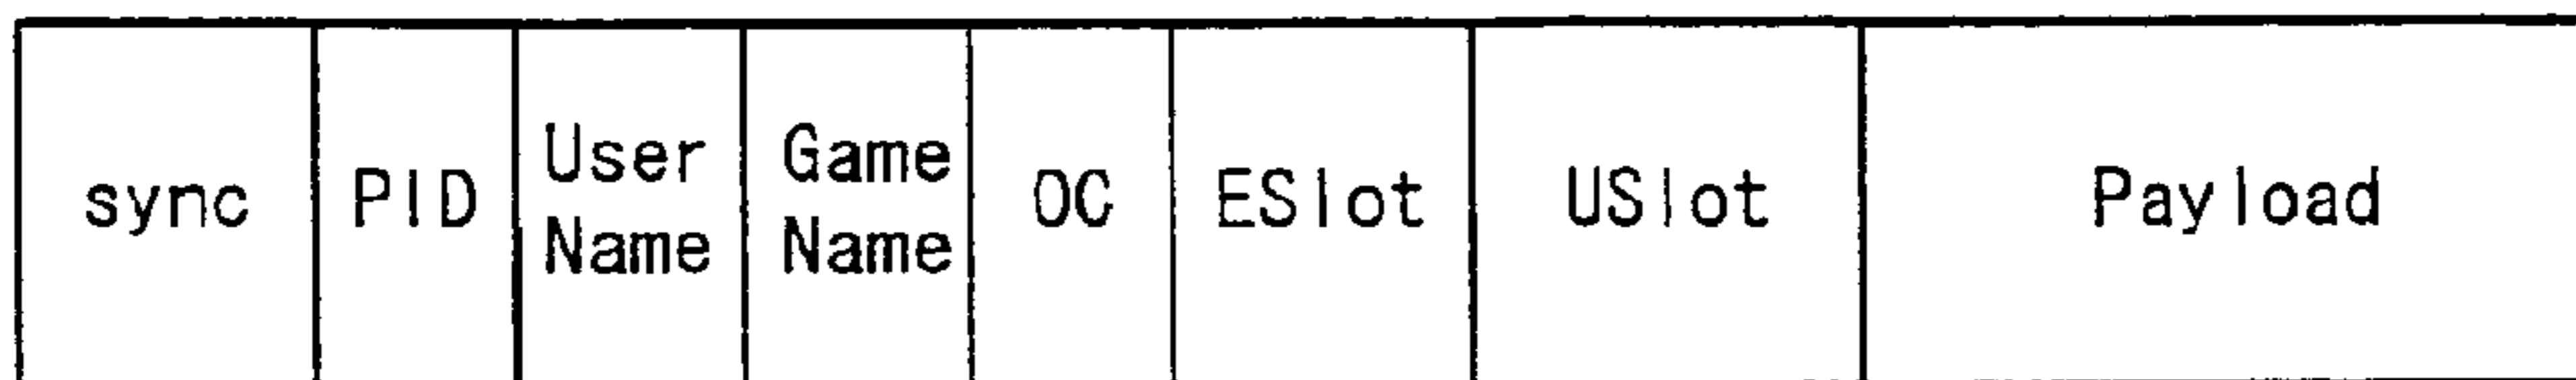 sync
PID
User
Name
Game
Name
OC
ESlot
USlot
Payload